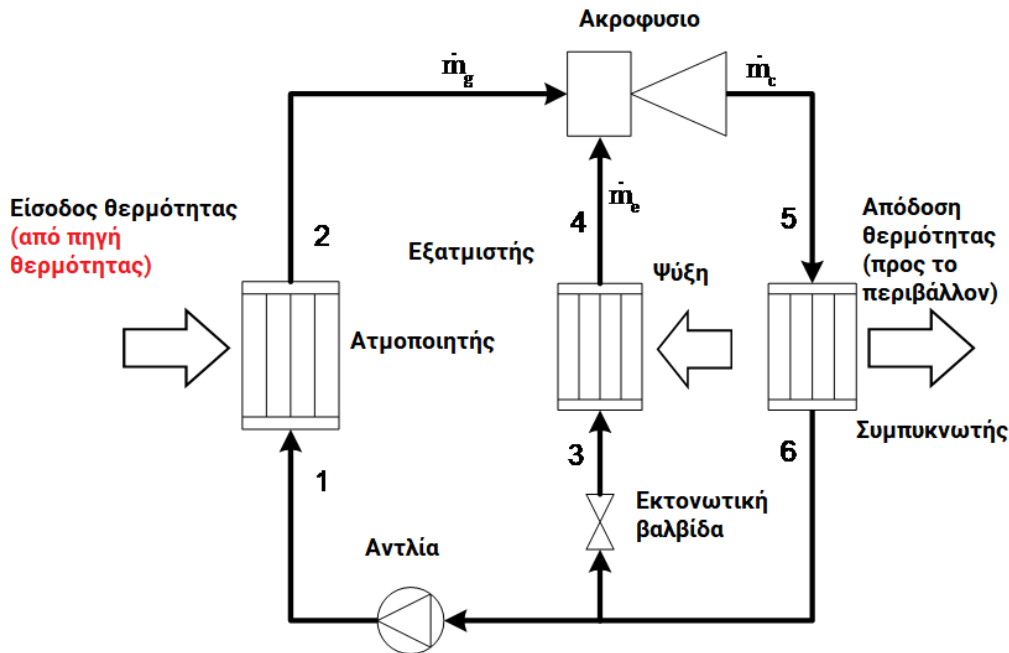 Ακροφυσιο
ṁg
ṁc
Είσοδος θερμότητας
(από πηγή
θερμότητας)
2
Εξατμιστής
4
ṁe
5
Απόδοση
θερμότητας
(προς το
περιβάλλον)
Ψύξη
Ατμοποιητής
Συμπυκνωτής
1
3
6
Εκτονωτική
βαλβίδα
Αντλία